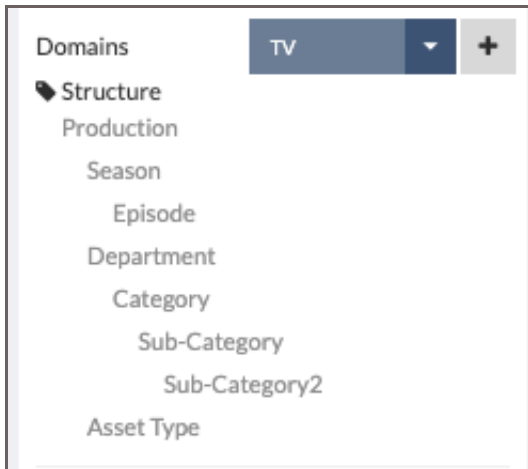 Domains TV +
Structure
Production
Season
Episode
Department
Category
Sub-Category
Sub-Category2
Asset Type